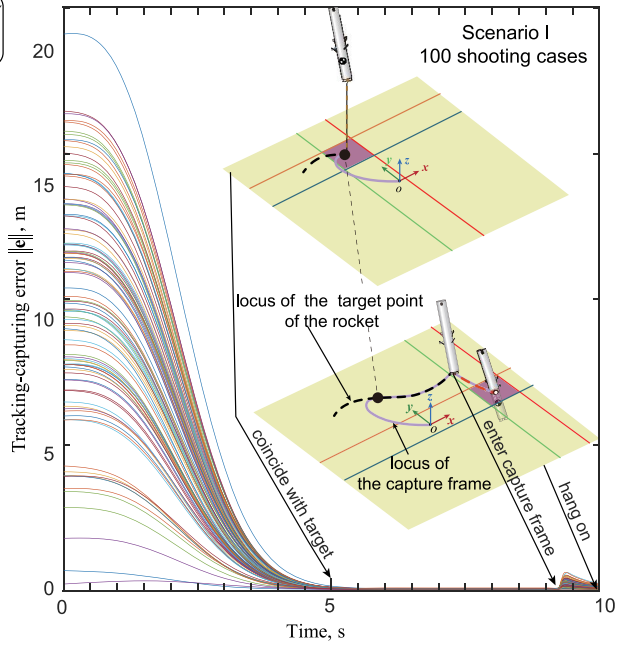 Scenario I
100 shooting cases
20
15
10
5
0
Tracking-capturing error ||e||, m
z
y
x
o
locus of the target point
of the rocket
z
y
x
o
locus of
the capture frame
coincide with target
enter capture frame
hang on
0
5
10
Time, s